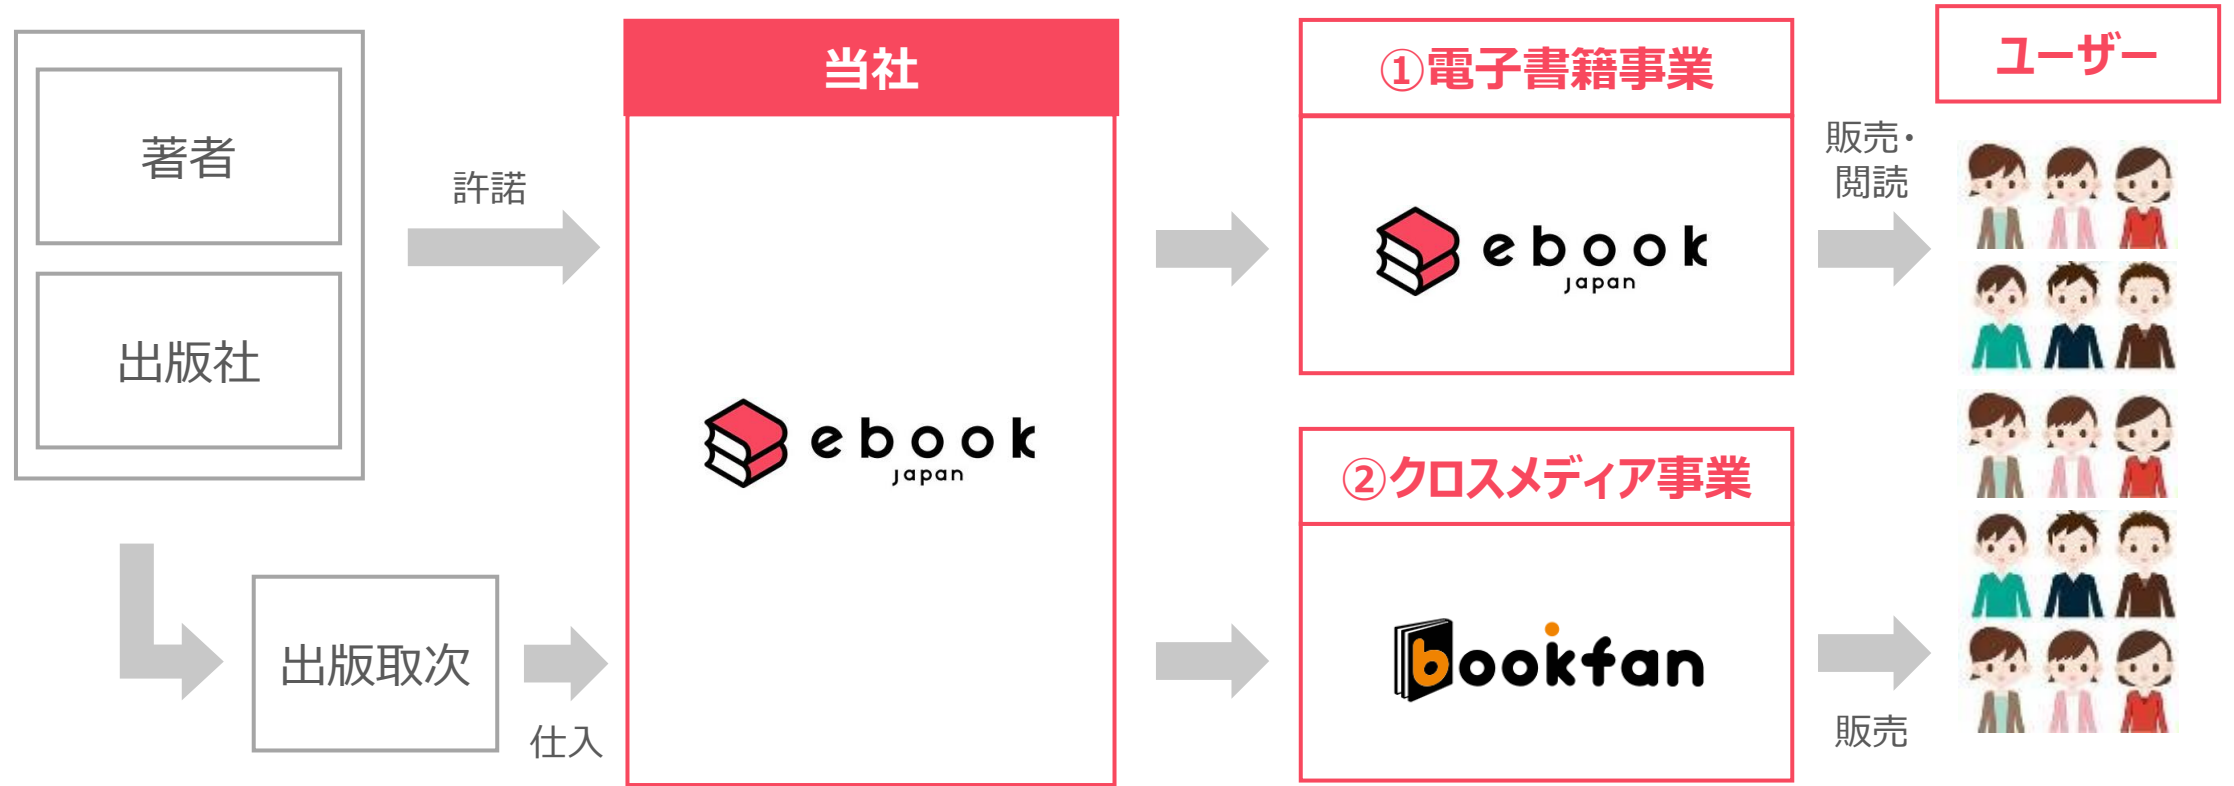 著者
出版社
許諾
出版取次
仕入
当社
ebook
japan
①電子書籍事業
ebook
japan
②クロスメディア事業
bookfan
販売・
閲読
販売
ユーザー